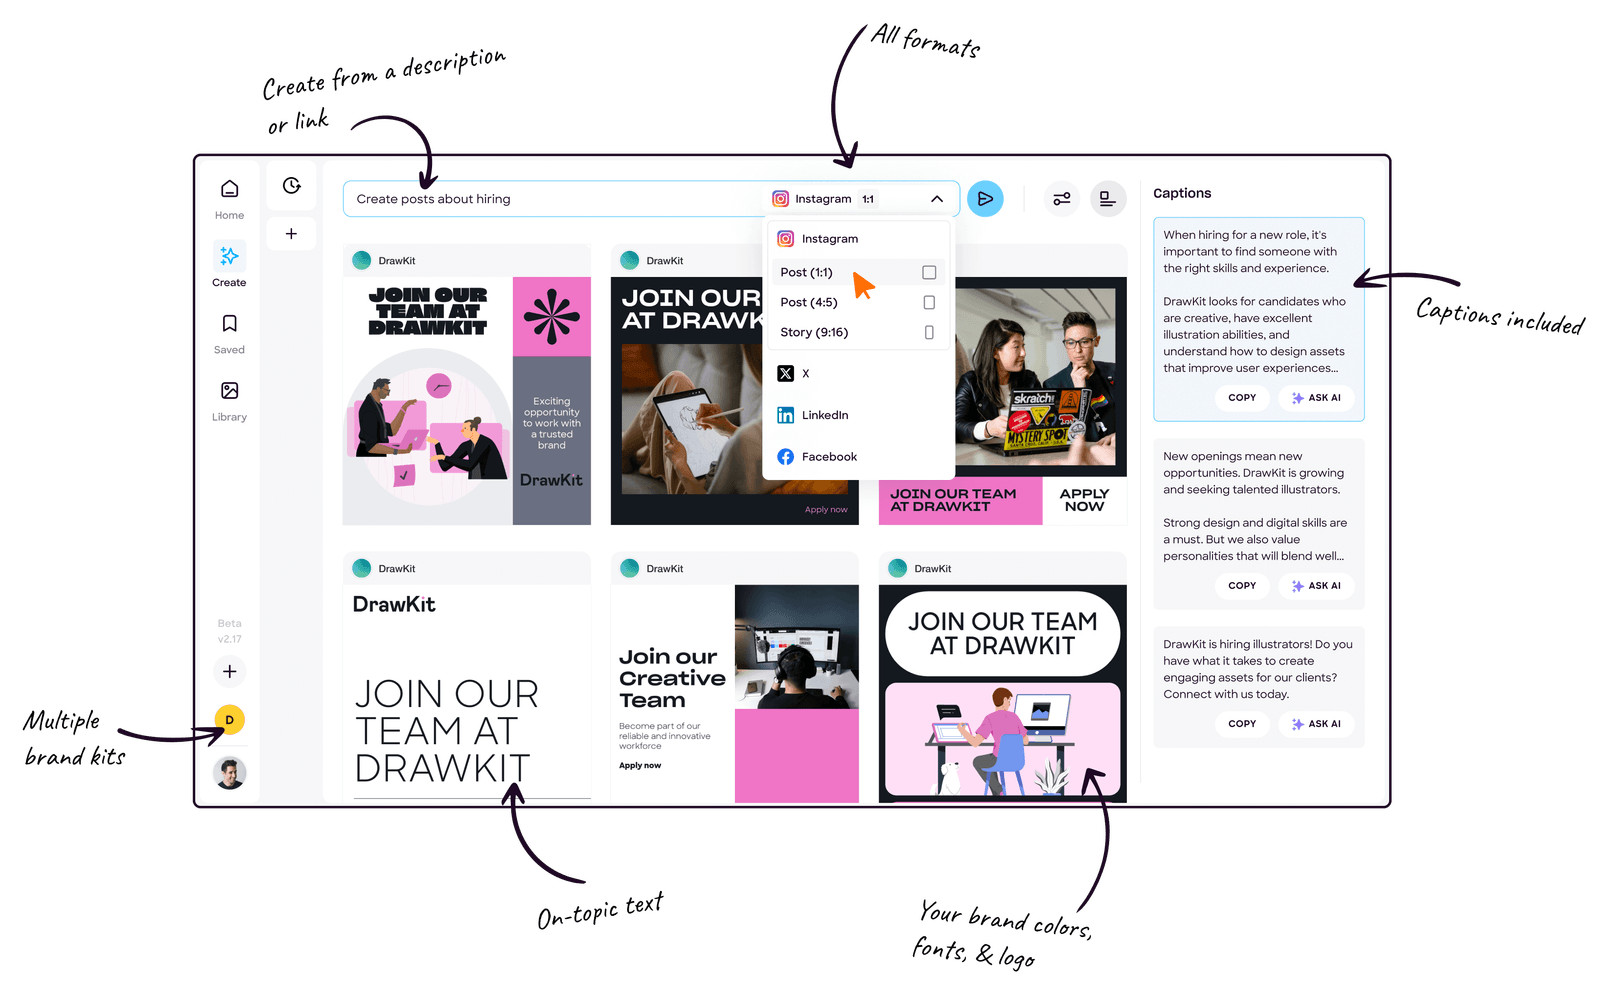 All formats
Create from a description
or link
Home
Create
Saved
Library
Beta
v2.17
D
Multiple
brand kits
Create posts about hiring
Instagram 1:1
Instagram
Post (1:1)
Post (4:5)
Story (9:16)
X
LinkedIn
Facebook
DrawKit
JOIN OUR
TEAM AT
DRAWKIT
Exciting
opportunity
to work with
a trusted
brand
DrawKit
DrawKit
JOIN OUR
AT DRAWK
Apply now
skratch
MYSTERY SPOT
JOIN OUR TEAM
AT DRAWKIT
APPLY
NOW
DrawKit
DrawKit
JOIN OUR
TEAM AT
DRAWKIT
DrawKit
Join our
Creative
Team
Become part of our
reliable and innovative
workforce
Apply now
DrawKit
JOIN OUR TEAM
AT DRAWKIT
Captions
When hiring for a new role, it's
important to find someone with
the right skills and experience.
DrawKit looks for candidates who
are creative, have excellent
illustration abilities, and
understand how to design assets
that improve user experiences...
COPY ASK AI
New openings mean new
opportunities. DrawKit is growing
and seeking talented illustrators.
Strong design and digital skills are
a must. But we also value
personalities that will blend well...
COPY ASK AI
DrawKit is hiring illustrators! Do you
have what it takes to create
engaging assets for our clients?
Connect with us today.
COPY ASK AI
Captions included
On-topic text
Your brand colors,
fonts, & logo